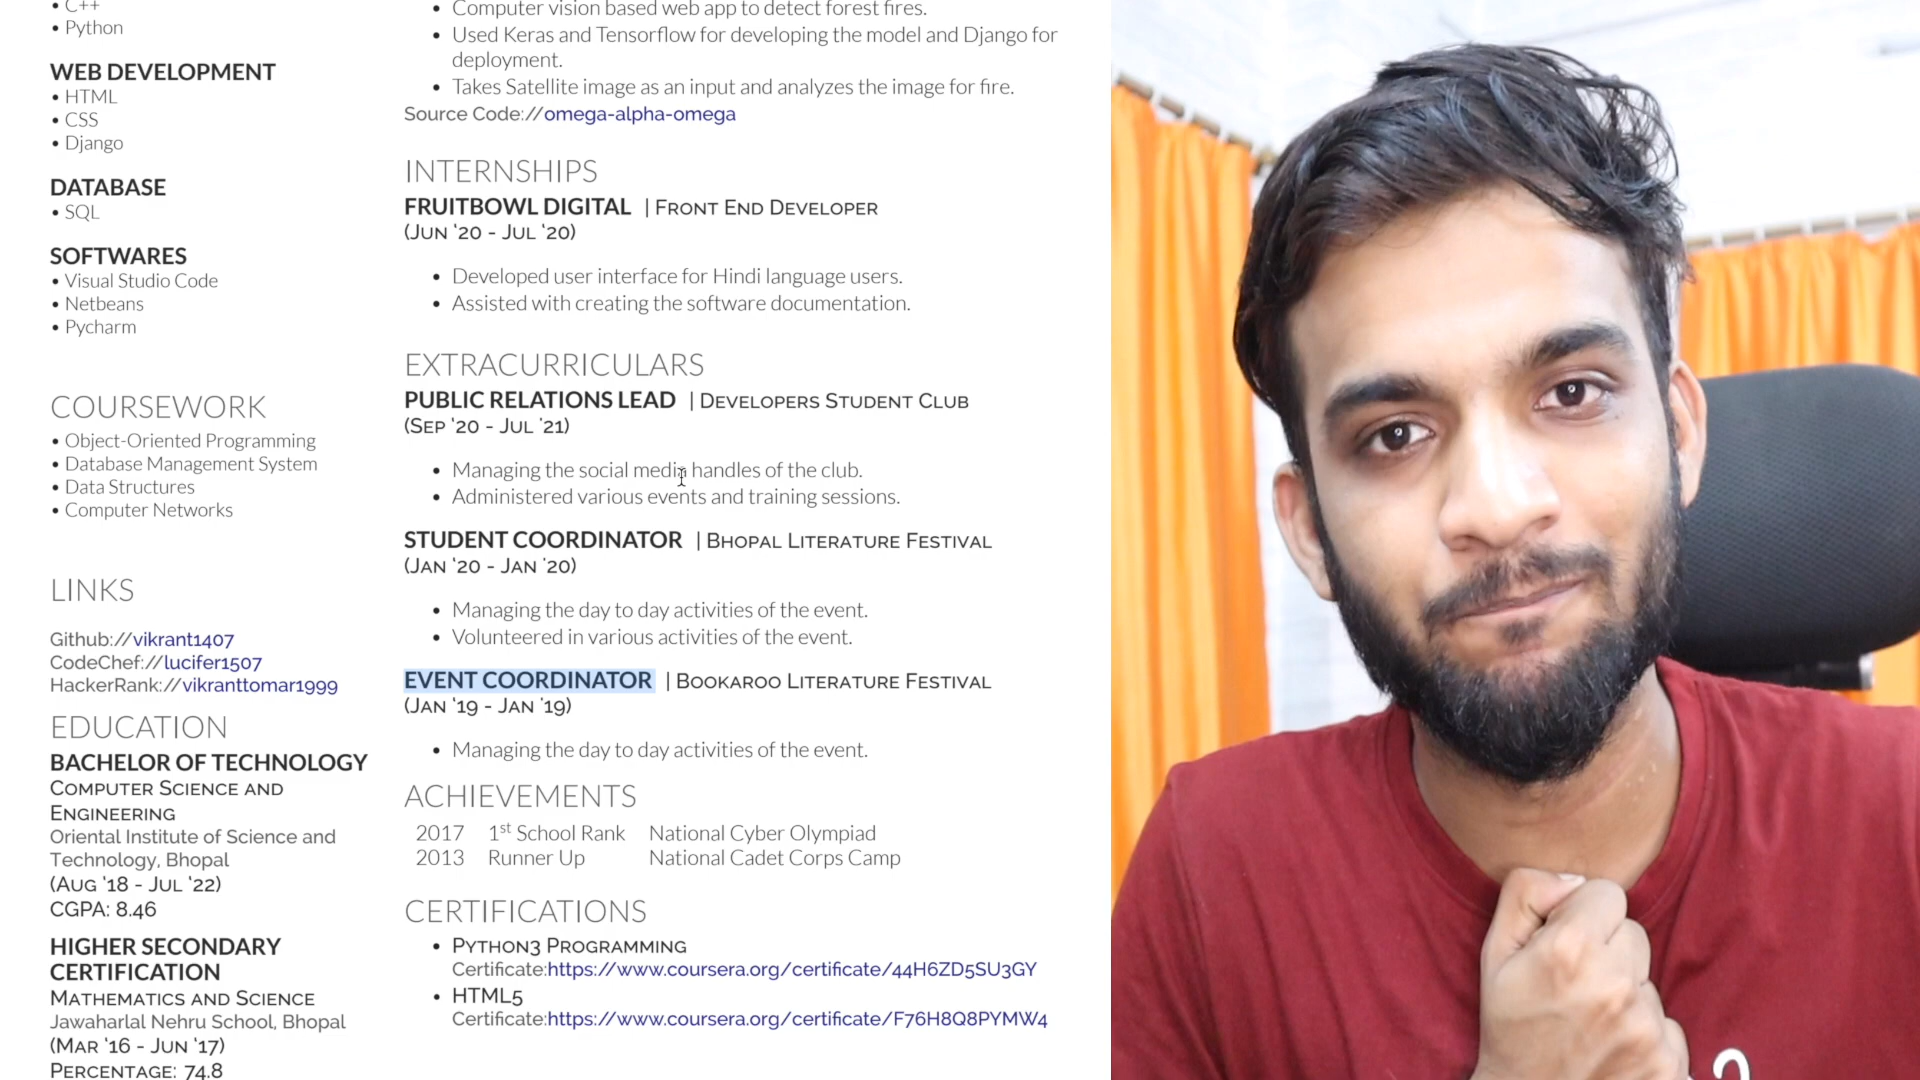 • C++
• Python
WEB DEVELOPMENT
• HTML
• CSS
• Django
DATABASE
• SQL
SOFTWARES
• Visual Studio Code
• Netbeans
• Pycharm
COURSEWORK
• Object-Oriented Programming
• Database Management System
• Data Structures
• Computer Networks
LINKS
Github://vikrant1407
CodeChef://lucifer1507
HackerRank://vikranttomar1999
EDUCATION
BACHELOR OF TECHNOLOGY
COMPUTER SCIENCE AND
ENGINEERING
Oriental Institute of Science and
Technology, Bhopal
(AUG '18 - JUL '22)
CGPA: 8.46
HIGHER SECONDARY
CERTIFICATION
MATHEMATICS AND SCIENCE
Jawaharlal Nehru School, Bhopal
(MAR '16 - JUN '17)
PERCENTAGE: 74.8
• Computer vision based web app to detect forest fires.
• Used Keras and Tensorflow for developing the model and Django for
deployment.
• Takes Satellite image as an input and analyzes the image for fire.
Source Code://omega-alpha-omega
INTERNSHIPS
FRUITBOWL DIGITAL | FRONT END DEVELOPER
(JUN '20 - JUL '20)
• Developed user interface for Hindi language users.
• Assisted with creating the software documentation.
EXTRACURRICULARS
PUBLIC RELATIONS LEAD | DEVELOPERS STUDENT CLUB
(SEP '20 - JUL '21)
• Managing the social media handles of the club.
• Administered various events and training sessions.
STUDENT COORDINATOR | BHOPAL LITERATURE FESTIVAL
(JAN '20 - JAN '20)
• Managing the day to day activities of the event.
• Volunteered in various activities of the event.
EVENT COORDINATOR | BOOKAROO LITERATURE FESTIVAL
(JAN '19 - JAN '19)
• Managing the day to day activities of the event.
ACHIEVEMENTS
2017 1st School Rank National Cyber Olympiad
2013 Runner Up National Cadet Corps Camp
CERTIFICATIONS
• PYTHON3 PROGRAMMING
Certificate:https://www.coursera.org/certificate/44H6ZD5SU3GY
• HTML5
Certificate:https://www.coursera.org/certificate/F76H8Q8PYMW4